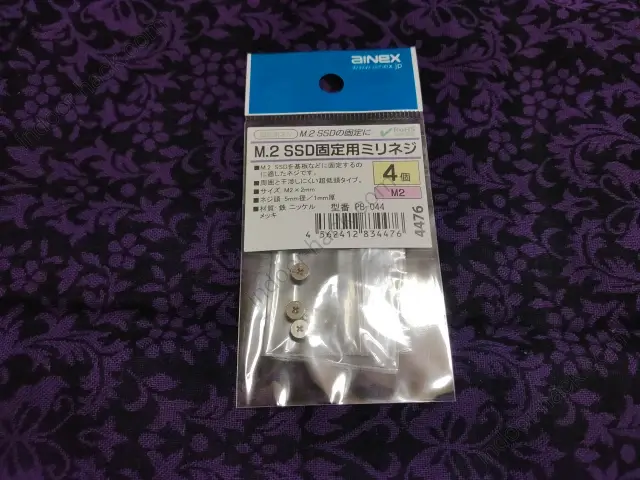 AINEX
M.2 SSDの固定に
RoHS
M.2 SSD固定用ミリネジ
■M.2 SSDを基板などに固定するの
に適したネジです。
■周囲と干渉しにくい超低頭タイプ。
■サイズ:M2×2mm
■ネジ頭:5mm径/1mm厚
■材質:鉄 ニッケル
メッキ
4個
M2
型番 PB-044
4 562412 834476
4476